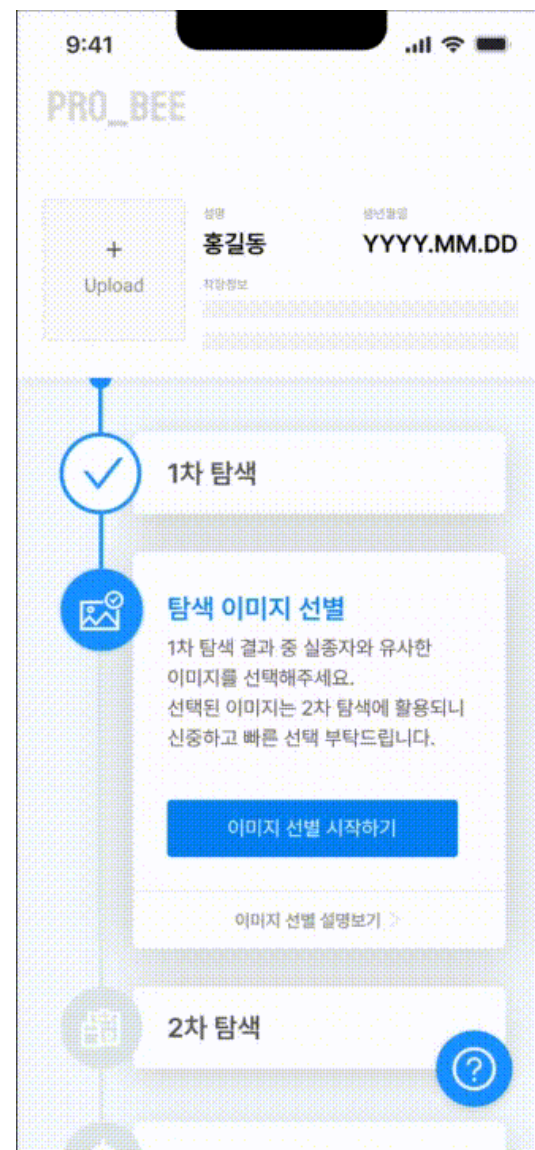 9:41
PRO_BEE
성명
생년월일
홍길동
YYYY.MM.DD
+
Upload
착장정보
1차 탐색
탐색 이미지 선별
1차 탐색 결과 중 실종자와 유사한
이미지를 선택해주세요.
선택된 이미지는 2차 탐색에 활용되니
신중하고 빠른 선택 부탁드립니다.
이미지 선별 시작하기
이미지 선별 설명보기 >
2차 탐색
?